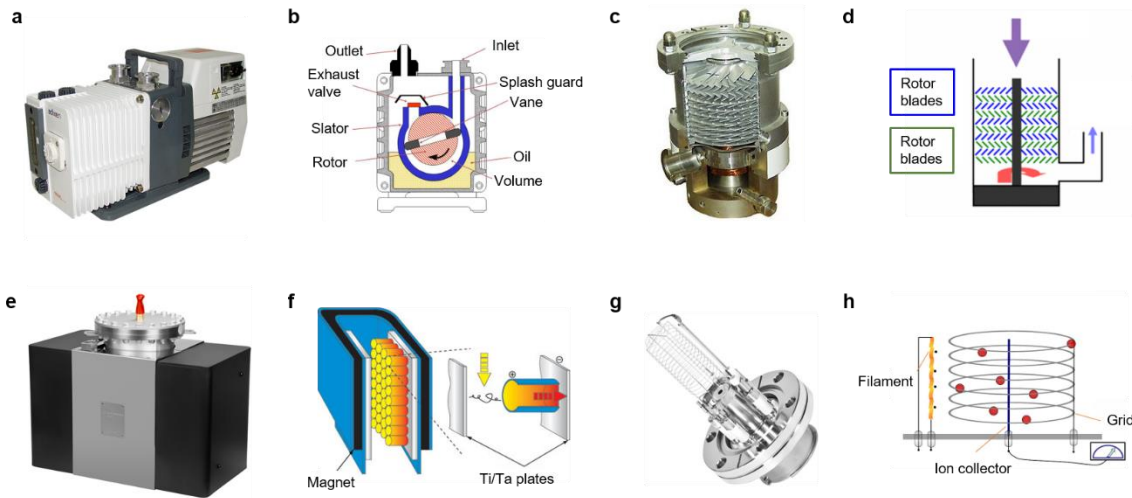 a
b
c
d
Outlet
Inlet
Exhaust
valve
Splash guard
Vane
Slator
Rotor
Oil
Volume
Rotor
blades
Rotor
blades
e
f
g
h
Magnet
Ti/Ta plates
Filament
Grid
Ion collector